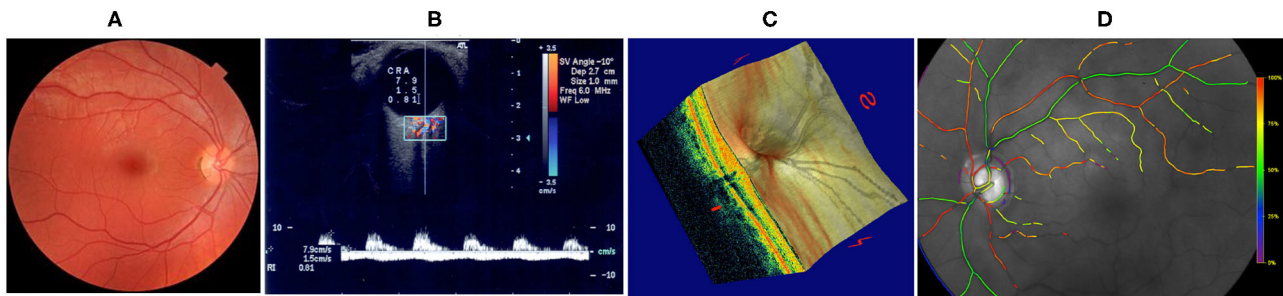 A
B
C
D
ATL
+ 3.5
- 3.5
cm/s
SV Angle -10°
Dep 2.7 cm
Size 1.0 mm
Freq 6.0 MHz
WF Low
CRA
7.9
1.5
0.81
-0
-1
-2
-3
-4
10
10
7.9cm/s
1.5cm/s
RI 0.81
cm/s
-10
100%
75%
50%
25%
0%